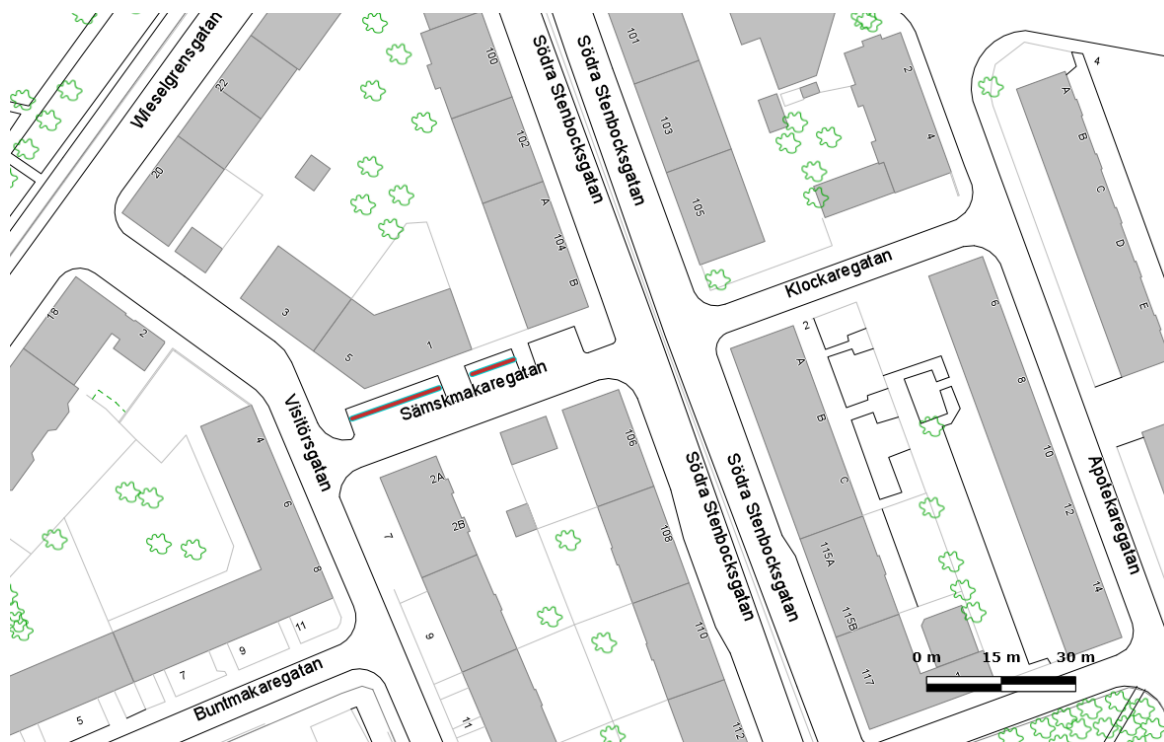 Wieselgrensgatan
Södra Stenbocksgatan
Södra Stenbocksgatan
100
101
2
4
22
102
103
4
A
B
20
A
105
C
104
D
B
Klockaregatan
E
18
2
3
5
1
2
6
A
Sämskmakaregatan
8
Visitörsgatan
4
B
106
6
2A
C
10
Apotekaregatan
2B
7
108
12
Södra Stenbocksgatan
Södra Stenbocksgatan
8
115A
14
11
9
110
115B
9
7
0 m 15 m 30 m
117
Buntmakaregatan
5
11
112